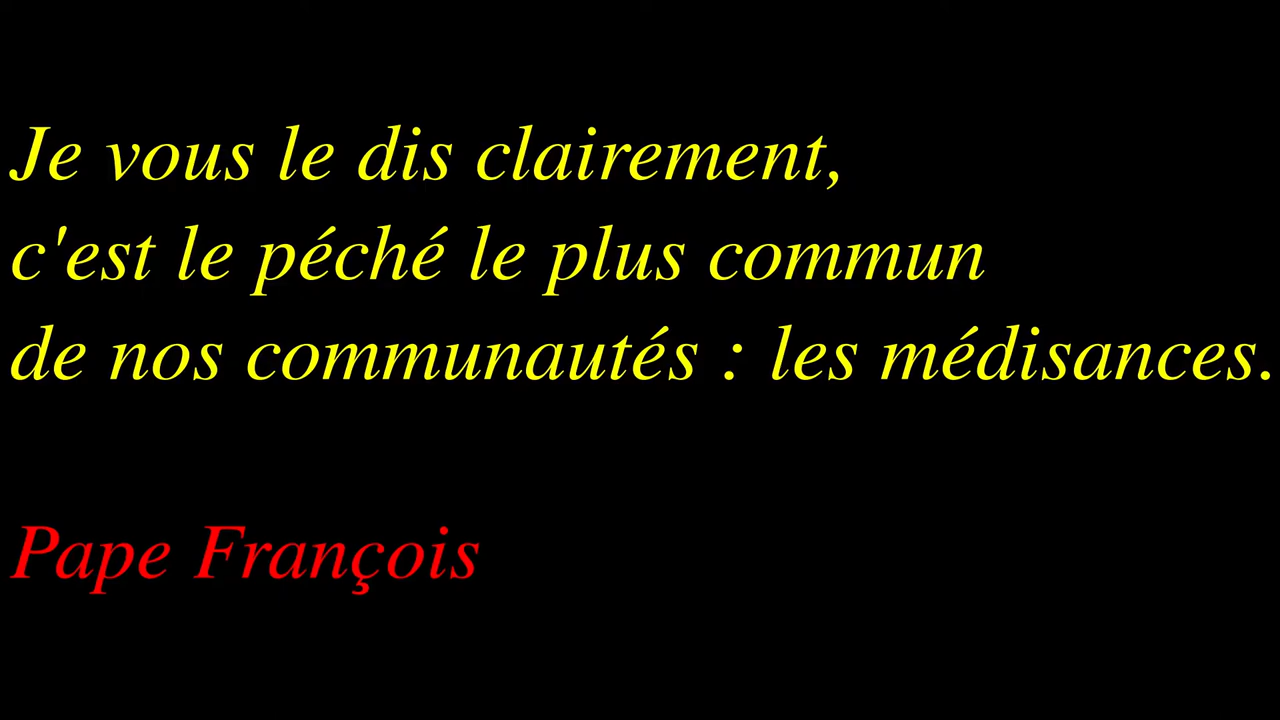 Je vous le dis clairement,
c'est le péché le plus commun
de nos communautés : les médisances.
Pape François